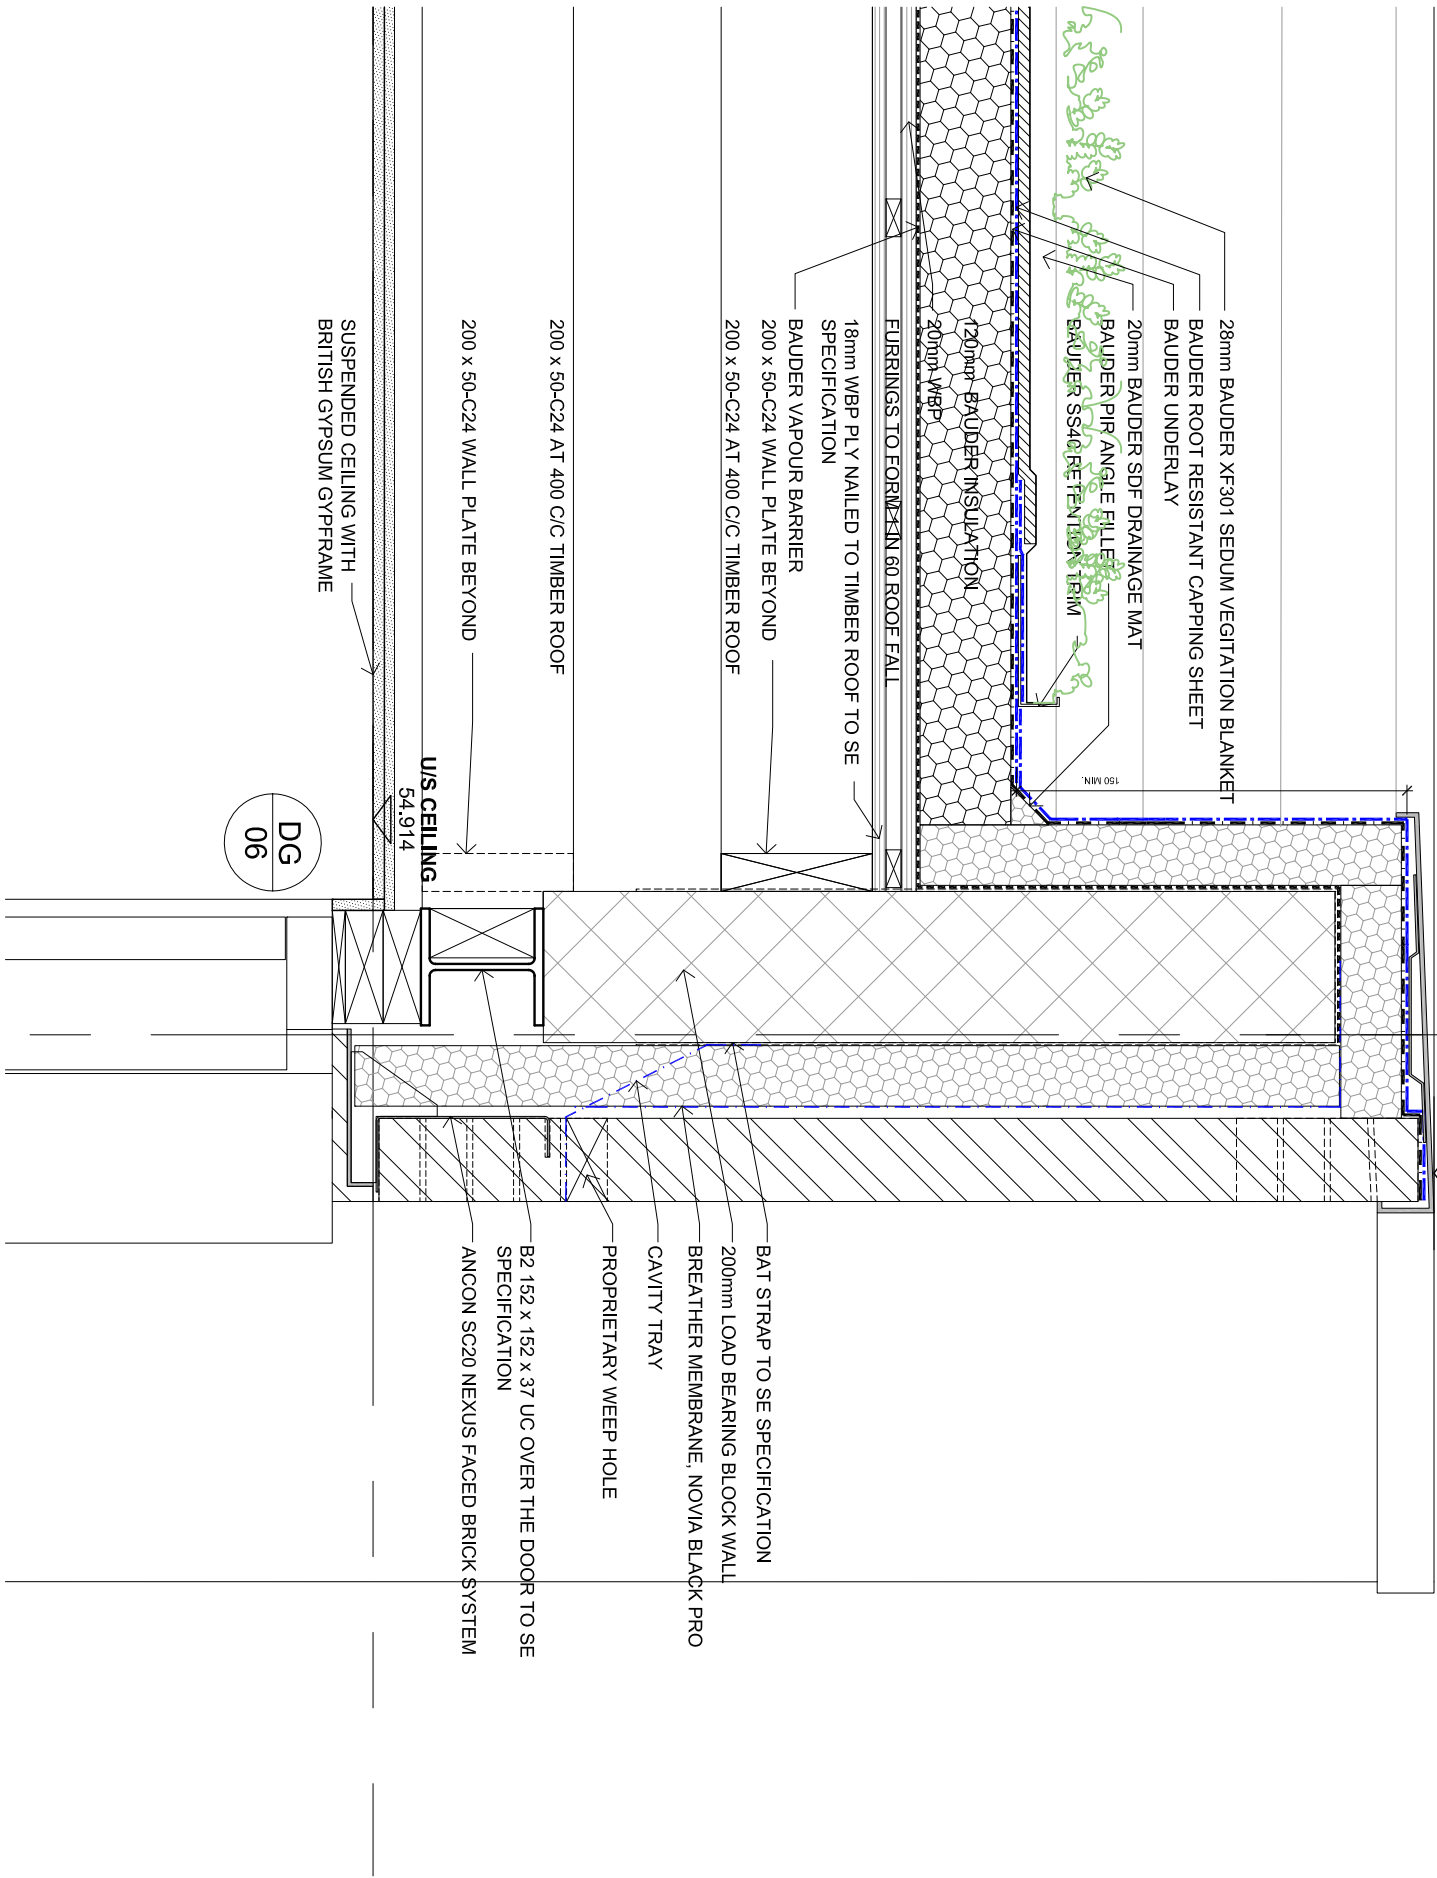 28mm BAUDER XF301 SEDUM VEGITATION BLANKET
BAUDER ROOT RESISTANT CAPPING SHEET
BAUDER UNDERLAY
20mm BAUDER SDF DRAINAGE MAT
BAUDER PIR ANGLE FILLET
BAUDER SS40 RETENTION TRIM
150 MIN.
120mm BAUDER INSULATION
20mm WBP
FURRINGS TO FORM 1 IN 60 ROOF FALL
18mm WBP PLY NAILED TO TIMBER ROOF TO SE
SPECIFICATION
BAUDER VAPOUR BARRIER
200 x 50-C24 WALL PLATE BEYOND
200 x 50-C24 AT 400 C/C TIMBER ROOF
200 x 50-C24 AT 400 C/C TIMBER ROOF
200 x 50-C24 WALL PLATE BEYOND
SUSPENDED CEILING WITH
BRITISH GYPSUM GYPFRAME
U/S CEILING
54.914
DG
06
BAT STRAP TO SE SPECIFICATION
200mm LOAD BEARING BLOCK WALL
BREATHER MEMBRANE, NOVIA BLACK PRO
CAVITY TRAY
PROPRIETARY WEEP HOLE
B2 152 x 152 x 37 UC OVER THE DOOR TO SE
SPECIFICATION
ANCON SC20 NEXUS FACED BRICK SYSTEM